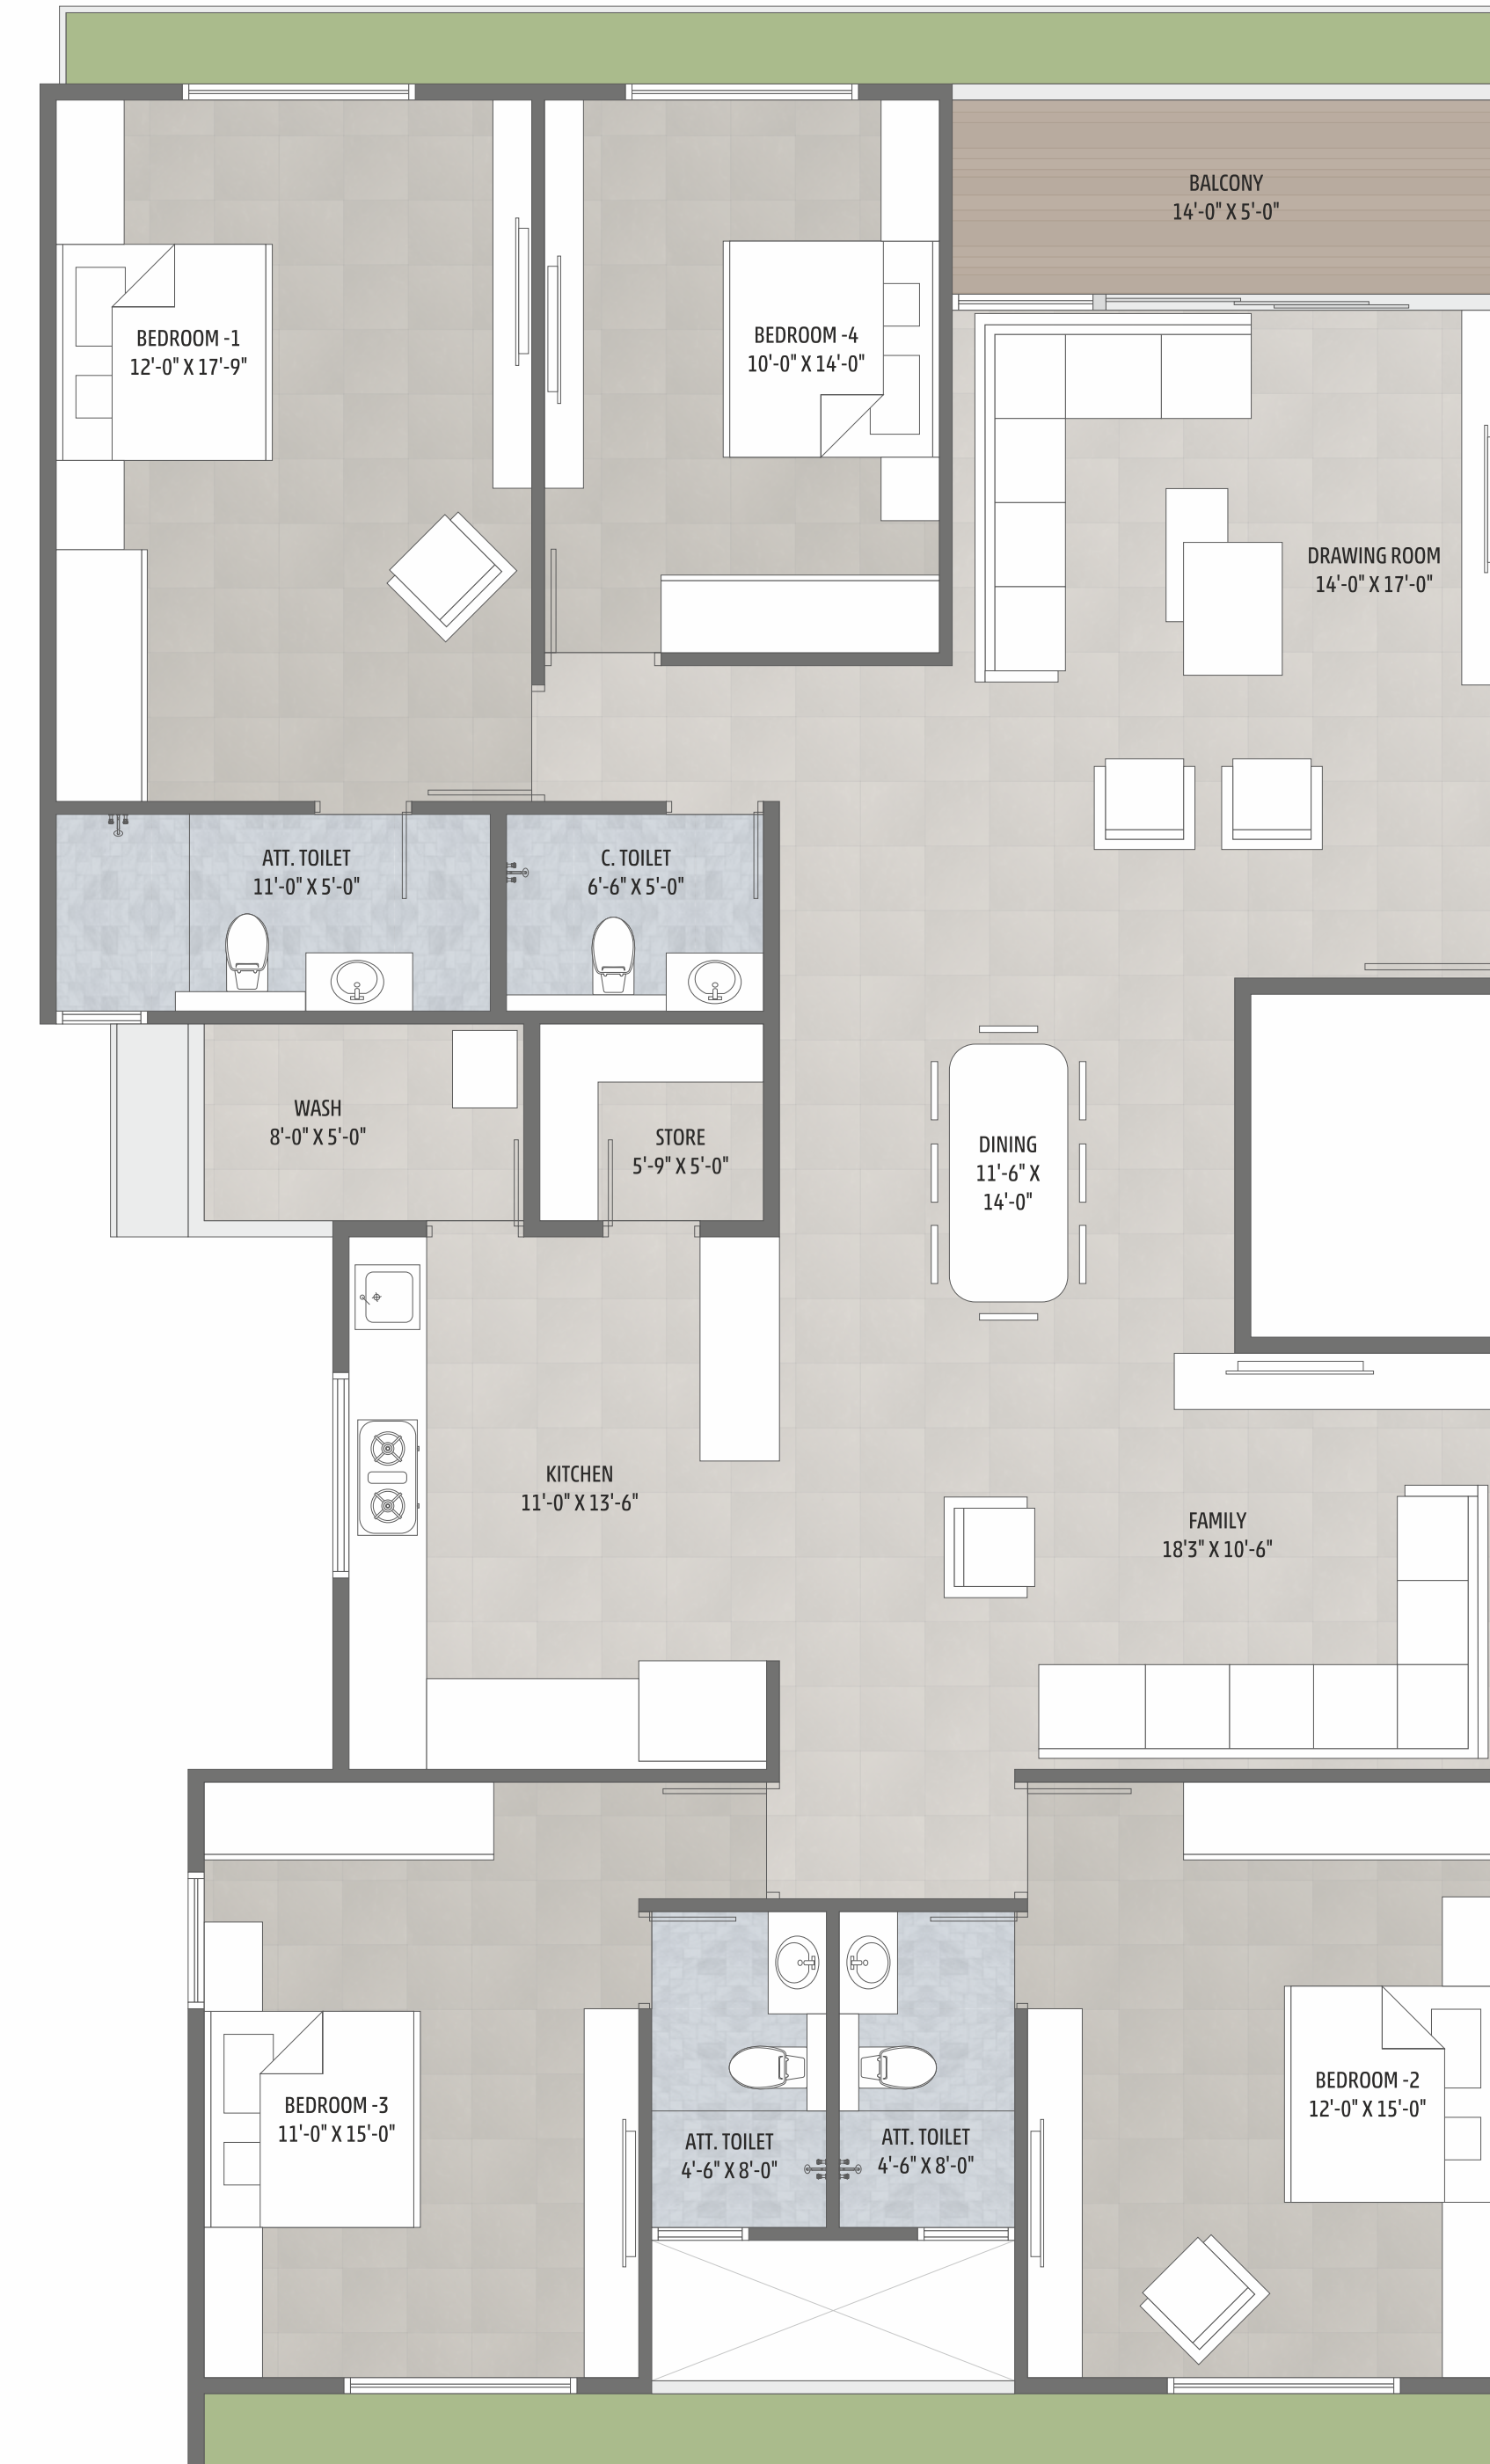 BALCONY
14'-0" X 5'-0"
BEDROOM -1
12'-0" X 17'-9"
BEDROOM -4
10'-0" X 14'-0"
DRAWING ROOM
14'-0" X 17'-0"
ATT. TOILET
11'-0" X 5'-0"
C. TOILET
6'-6" X 5'-0"
WASH
8'-0" X 5'-0"
STORE
5'-9" X 5'-0"
DINING
11'-6" X
14'-0"
KITCHEN
11'-0" X 13'-6"
FAMILY
18'3" X 10'-6"
BEDROOM -3
11'-0" X 15'-0"
ATT. TOILET
4'-6" X 8'-0"
ATT. TOILET
4'-6" X 8'-0"
BEDROOM -2
12'-0" X 15'-0"